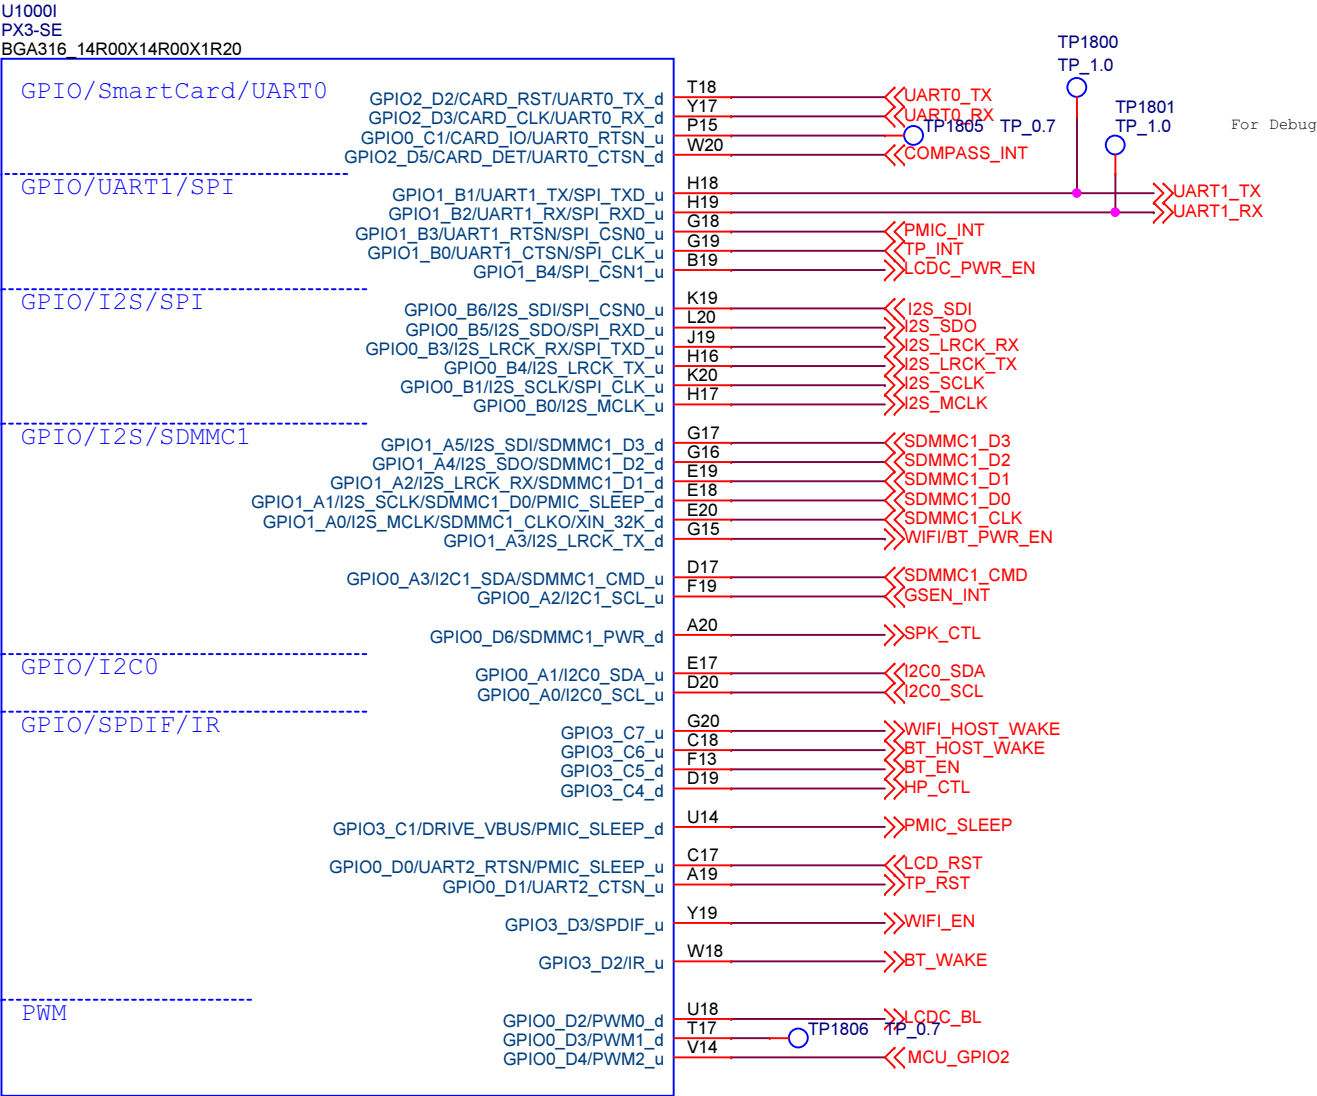 U1000I
PX3-SE
BGA316_14R00X14R00X1R20
TP1800
TP_1.0
TP1801
TP_1.0
For Debug
GPIO/SmartCard/UART0
GPIO2_D2/CARD_RST/UART0_TX_d T18 UART0_TX
GPIO2_D3/CARD_CLK/UART0_RX_d Y17 UART0_RX
GPIO0_C1/CARD_IO/UART0_RTSN_d P15 TP1805 TP_0.7
GPIO2_D5/CARD_DET/UART0_CTSN_d W20 COMPASS_INT
GPIO/UART1/SPI
GPIO1_B1/UART1_TX/SPI_TXD_u H18 UART1_TX
GPIO1_B2/UART1_RX/SPI_RXD_u H19 UART1_RX
GPIO1_B3/UART1_RTSN/SPI_CSN0_u G18 PMIC_INT
GPIO1_B0/UART1_CTSN/SPI_CLK_u G19 TP_INT
GPIO1_B4/SPI_CSN1_u B19 LCDC_PWR_EN
GPIO/I2S/SPI
GPIO0_B6/I2S_SDI/SPI_CSN0_u K19 I2S_SDI
GPIO0_B5/I2S_SDO/SPI_RXD_u L20 I2S_SDO
GPIO0_B3/I2S_LRCK_RX/SPI_TXD_u J19 I2S_LRCK_RX
GPIO0_B4/I2S_LRCK_TX_u H16 I2S_LRCK_TX
GPIO0_B1/I2S_SCLK/SPI_CLK_u K20 I2S_SCLK
GPIO0_B0/I2S_MCLK_u H17 I2S_MCLK
GPIO/I2S/SDMMC1
GPIO1_A5/I2S_SDI/SDMMC1_D3_d G17 SDMMC1_D3
GPIO1_A4/I2S_SDO/SDMMC1_D2_d G16 SDMMC1_D2
GPIO1_A2/I2S_LRCK_RX/SDMMC1_D1_d E19 SDMMC1_D1
GPIO1_A1/I2S_SCLK/SDMMC1_D0/PMIC_SLEEP_d E18 SDMMC1_D0
GPIO1_A0/I2S_MCLK/SDMMC1_CLKO/XIN_32K_d E20 SDMMC1_CLK
GPIO1_A3/I2S_LRCK_TX_d G15 WIFI/BT_PWR_EN
GPIO0_A3/I2C1_SDA/SDMMC1_CMD_u D17 SDMMC1_CMD
GPIO0_A2/I2C1_SCL_u F19 GSEN_INT
GPIO0_D6/SDMMC1_PWR_d A20 SPK_CTL
GPIO/I2C0
GPIO0_A1/I2C0_SDA_u E17 I2C0_SDA
GPIO0_A0/I2C0_SCL_u D20 I2C0_SCL
GPIO/SPDIF/IR
GPIO3_C7_u G20 WIFI_HOST_WAKE
GPIO3_C6_u C18 BT_HOST_WAKE
GPIO3_C5_d F13 BT_EN
GPIO3_C4_d D19 HP_CTL
GPIO3_C1/DRIVE_VBUS/PMIC_SLEEP_d U14 PMIC_SLEEP
GPIO0_D0/UART2_RTSN/PMIC_SLEEP_u C17 LCD_RST
GPIO0_D1/UART2_CTSN_u A19 TP_RST
GPIO3_D3/SPDIF_u Y19 WIFI_EN
GPIO3_D2/IR_u W18 BT_WAKE
PWM
GPIO0_D2/PWM0_d U18 LCDC_BL
GPIO0_D3/PWM1_d T17 TP1806 TP_0.7
GPIO0_D4/PWM2_u V14 MCU_GPIO2